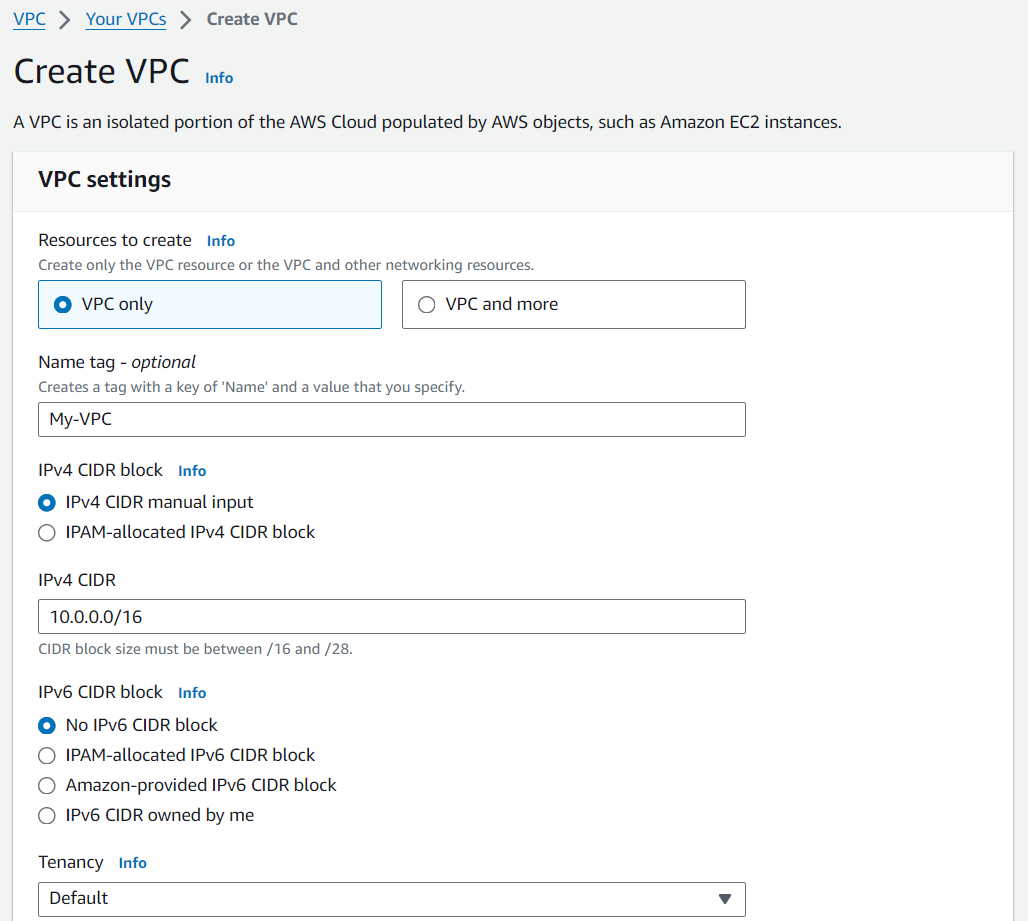 VPC > Your VPCs > Create VPC
Create VPC Info
A VPC is an isolated portion of the AWS Cloud populated by AWS objects, such as Amazon EC2 instances.
VPC settings
Resources to create Info
Create only the VPC resource or the VPC and other networking resources.
VPC only VPC and more
Name tag - optional
Creates a tag with a key of 'Name' and a value that you specify.
My-VPC
IPv4 CIDR block Info
IPv4 CIDR manual input
IPAM-allocated IPv4 CIDR block
IPv4 CIDR
10.0.0.0/16
CIDR block size must be between /16 and /28.
IPv6 CIDR block Info
No IPv6 CIDR block
IPAM-allocated IPv6 CIDR block
Amazon-provided IPv6 CIDR block
IPv6 CIDR owned by me
Tenancy Info
Default